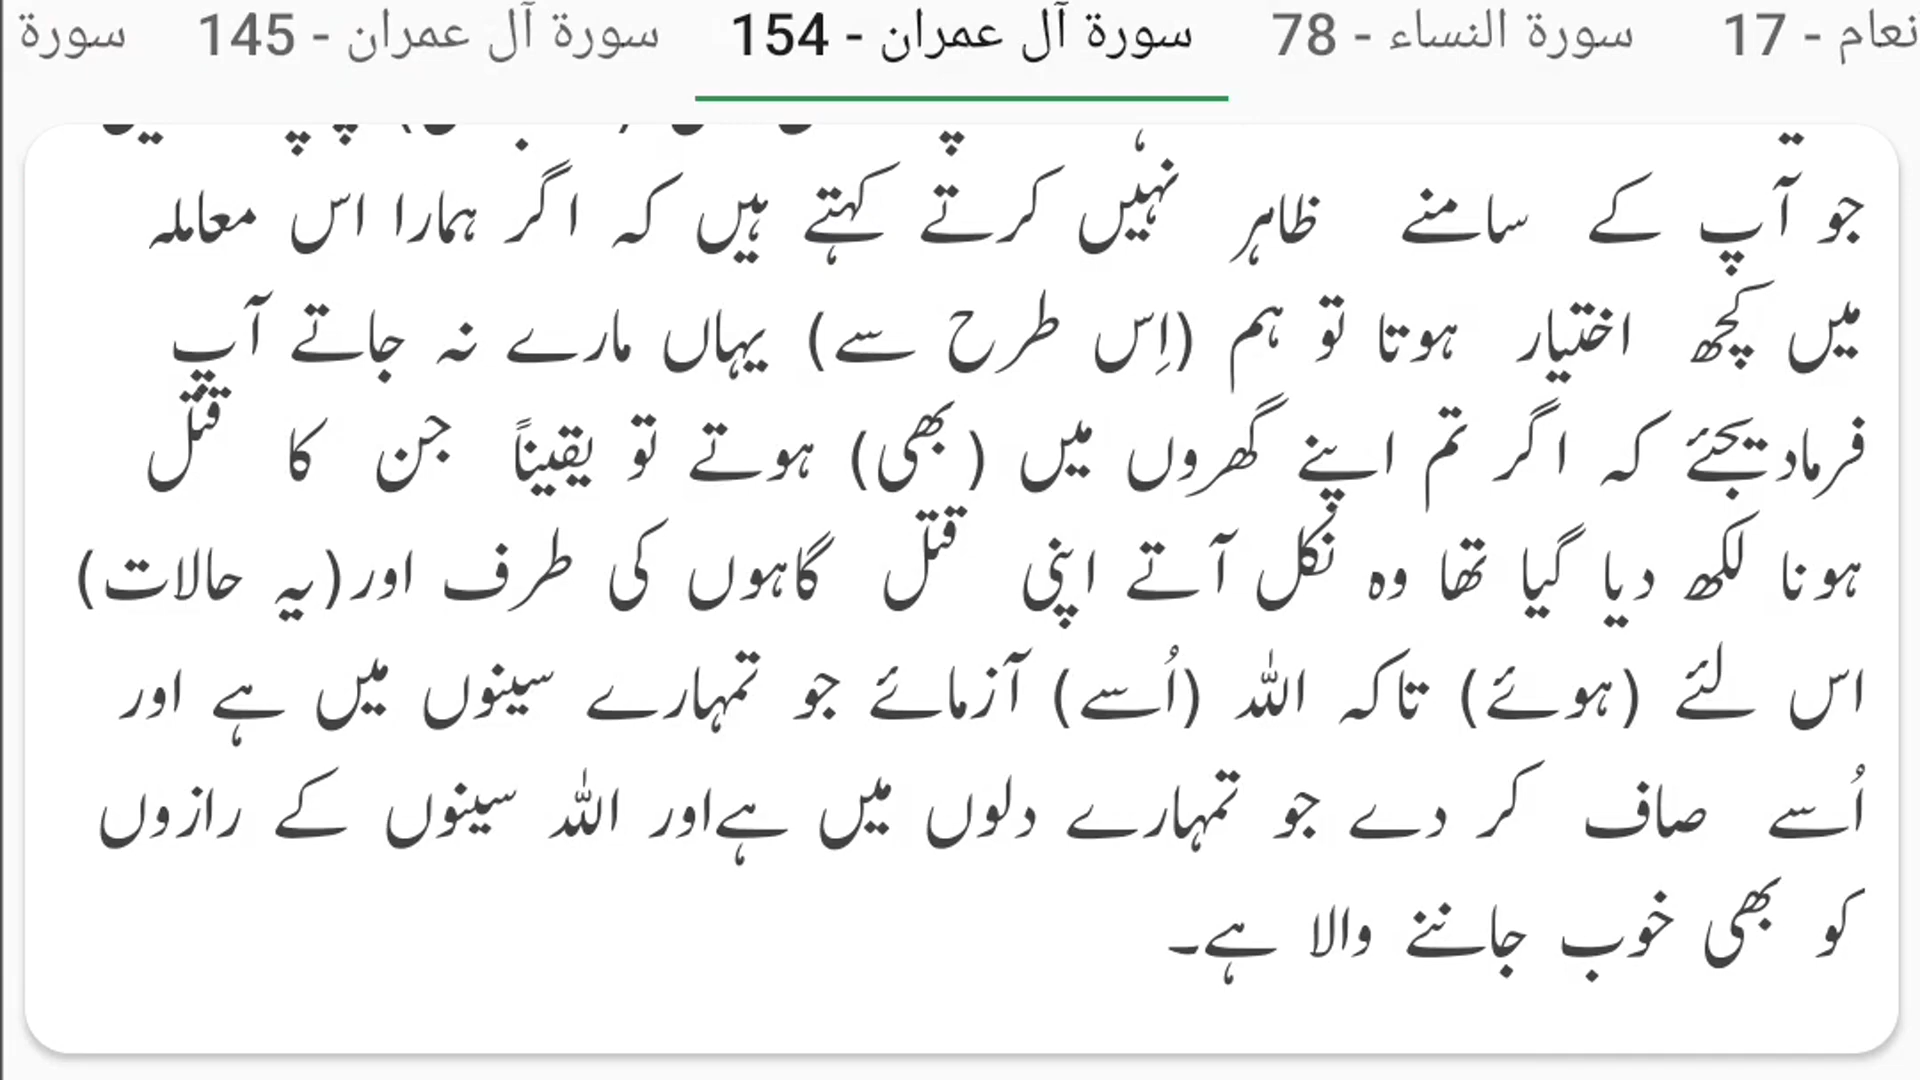 نعام - 17 سورة النساء - 78 سورة آل عمران - 154 سورة آل عمران - 145 سورة
جو آپ کے سامنے ظاہر نہیں کرتے کہتے ہیں کہ اگر ہمارا اس معاملہ
میں کچھ اختیار ہوتا تو ہم (اِس طرح سے) یہاں مارے نہ جاتے آپ
فرمادیجئے کہ اگر تم اپنے گھروں میں (بھی) ہوتے تو یقیناً جن کا قتل
ہونا لکھ دیا گیا تھا وہ نکل آتے اپنی قتل گاہوں کی طرف اور(یہ حالات)
اس لئے (ہوئے) تاکہ اللہ (اُسے) آزمائے جو تمہارے سینوں میں ہے اور
اُسے صاف کر دے جو تمہارے دلوں میں ہےاور اللہ سینوں کے رازوں
کو بھی خوب جاننے والا ہے۔